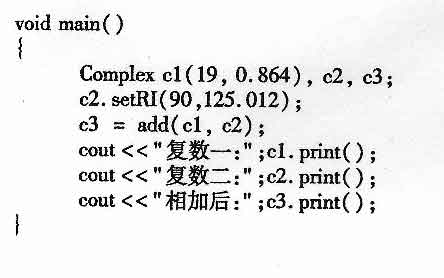 void main()
{
Complex c1(19, 0.864), c2, c3;
c2. setRI(90,125.012);
c3 = add(c1, c2);
cout <<"复数一:";c1. print();
cout <<"复数二:";c2. print();
cout <<"相加后:";c3. print();
}